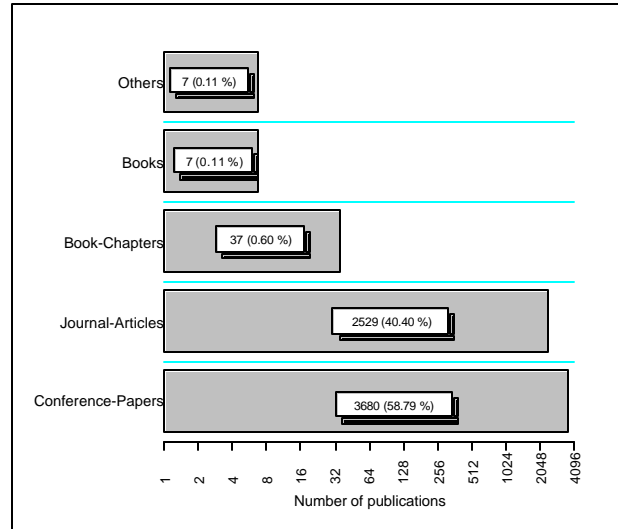 Others
7 (0.11 %)
Books
7 (0.11 %)
Book-Chapters
37 (0.60 %)
Journal-Articles
2529 (40.40 %)
Conference-Papers
3680 (58.79 %)
1 2 4 8 16 32 64 128 256 512 1024 2048 4096
Number of publications